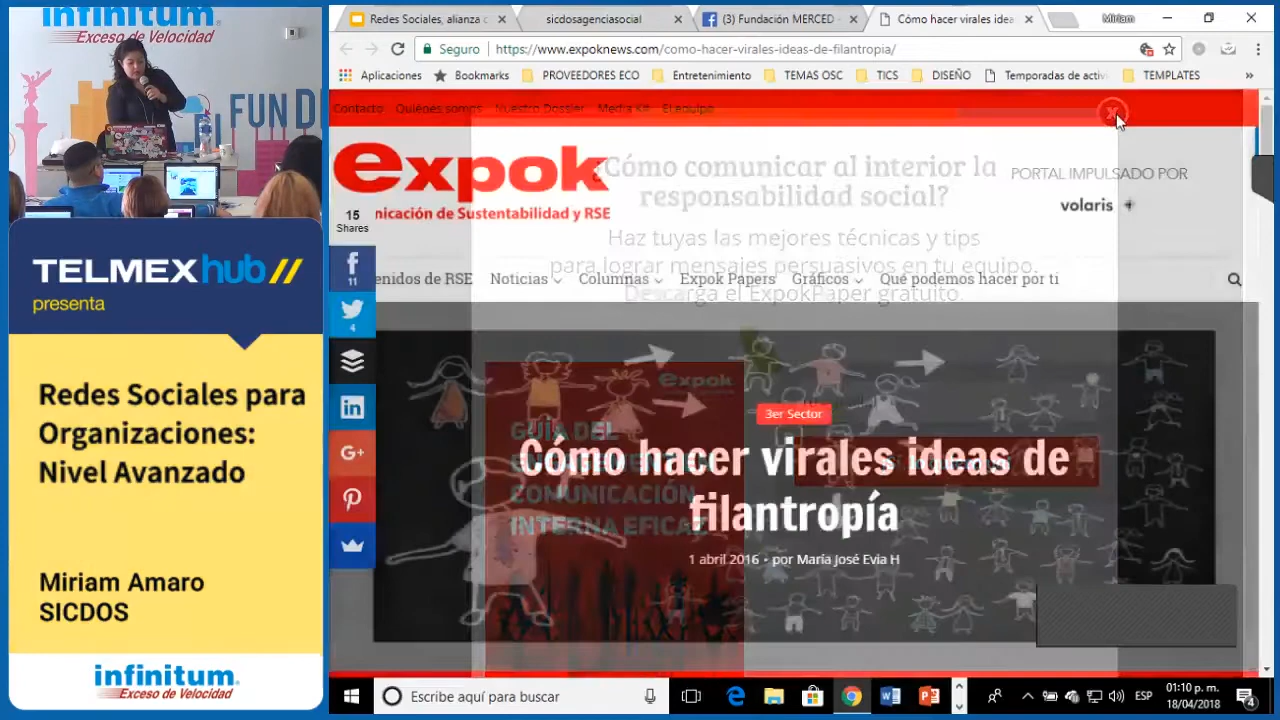 infinitum
Exceso de Velocidad
FUN
TELMEXhub//
presenta
Redes Sociales para
Organizaciones:
Nivel Avanzado
Miriam Amaro
SICDOS
infinitum
Exceso de Velocidad
Redes Sociales, alianza c
sicdosagenciasocial
(3) Fundación MERCED -
Cómo hacer virales idea
Miriam
Seguro
https://www.expoknews.com/como-hacer-virales-ideas-de-filantropia/
Aplicaciones
Bookmarks
PROVEEDORES ECO
Entretenimiento
TEMAS OSC
TICS
DISEÑO
Temporadas de activi
TEMPLATES
»
Contacto
Quiénes somos
Nuestro Dossier
Media Kit
El equipo
expok
nicación de Sustentabilidad y RSE
¿Cómo comunicar al interior la
responsabilidad social?
PORTAL IMPULSADO POR
volaris
15
Shares
Haz tuyas las mejores técnicas y tips
para lograr mensajes persuasivos en tu equipo.
Descarga el ExpokPaper gratuito.
enidos de RSE
Noticias
Columnas
Expok Papers
Gráficos
Qué podemos hacer por ti
11
4
in
G+
expok
3er Sector
Cómo hacer virales ideas de
filantropía
1 abril 2016 • por María José Evia H
GUÍA DEL
COMUNICACIÓN
INTERNA EFICAZ
Escribe aquí para buscar
ESP
01:10 p. m.
18/04/2018
4